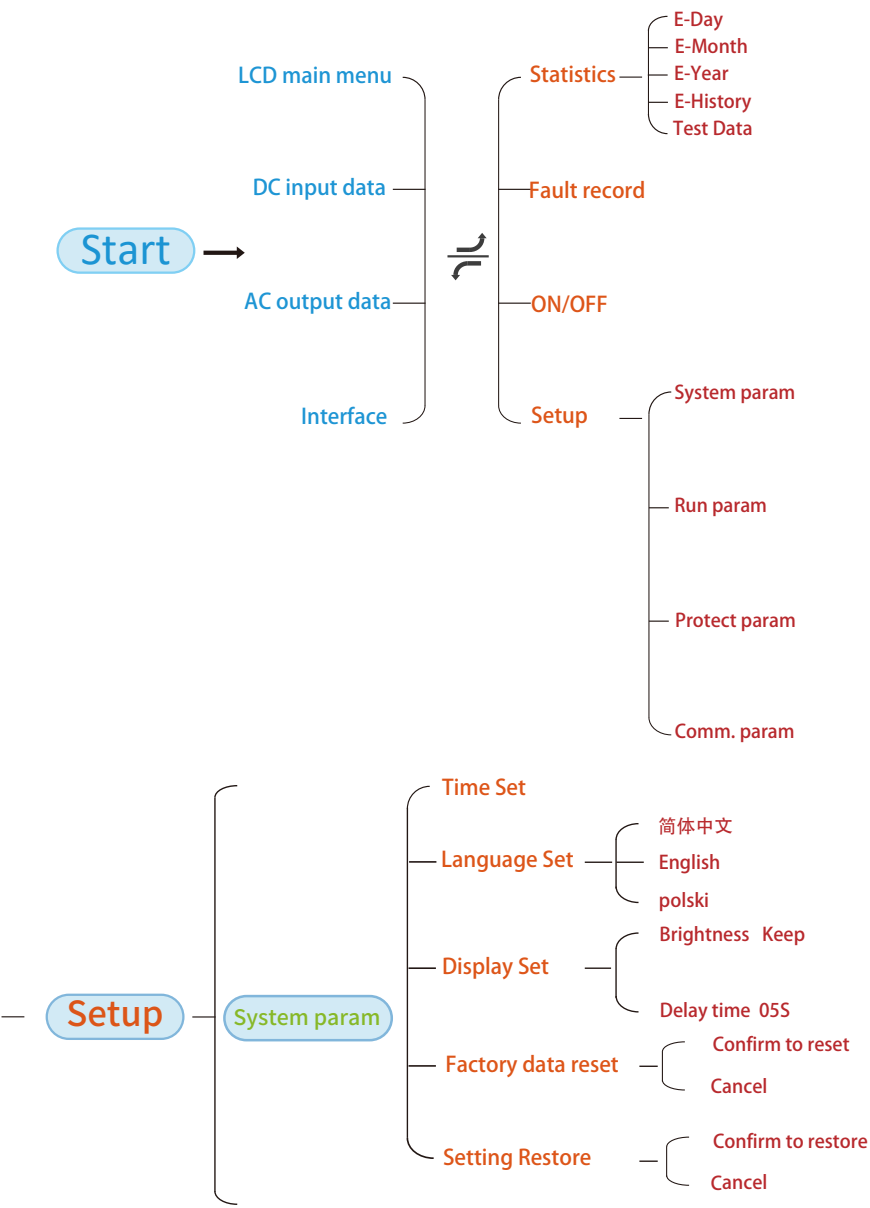 Start
LCD main menu
DC input data
AC output data
Interface
Statistics
E-Day
E-Month
E-Year
E-History
Test Data
Fault record
ON/OFF
Setup
System param
Run param
Protect param
Comm. param
Setup
System param
Time Set
Language Set
简体中文
English
polski
Display Set
Brightness Keep
Delay time 05S
Factory data reset
Confirm to reset
Cancel
Setting Restore
Confirm to restore
Cancel